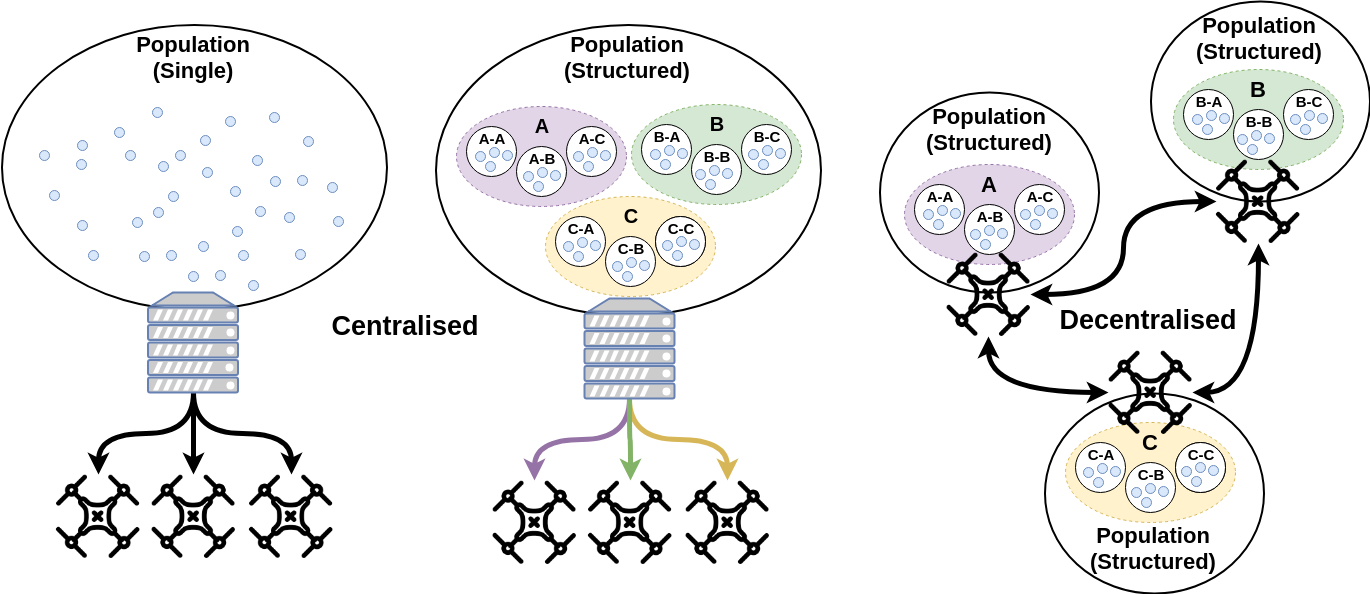 Population
(Single)
Population
(Structured)
A
A-A
A-B
A-C
B
B-A
B-B
B-C
C
C-A
C-B
C-C
Centralised
Population
(Structured)
A
A-A
A-B
A-C
Population
(Structured)
B
B-A
B-B
B-C
Decentralised
C
C-A
C-B
C-C
Population
(Structured)